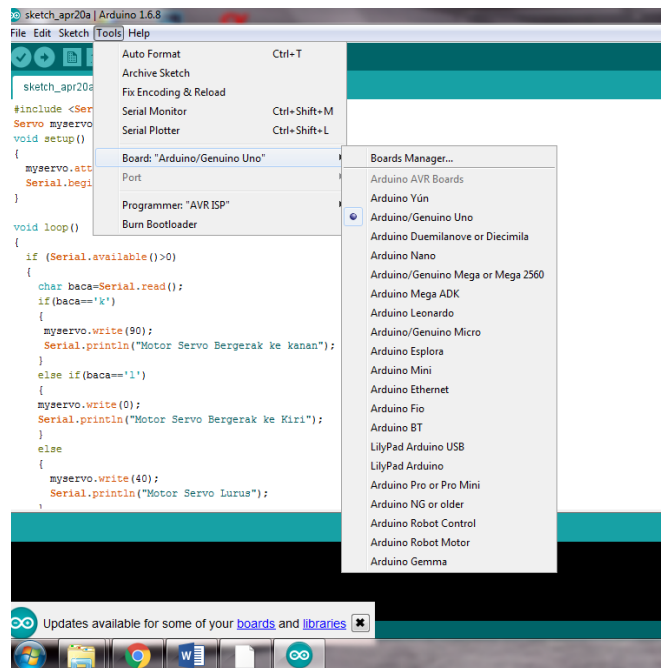 sketch_apr20a | Arduino 1.6.8
File Edit Sketch Tools Help
sketch_apr20a
Auto Format Ctrl+T
Archive Sketch
Fix Encoding & Reload
Serial Monitor Ctrl+Shift+M
Serial Plotter Ctrl+Shift+L
Board: "Arduino/Genuino Uno"
Port
Programmer: "AVR ISP"
Burn Bootloader
Boards Manager...
Arduino AVR Boards
Arduino Yún
Arduino/Genuino Uno
Arduino Duemilanove or Diecimila
Arduino Nano
Arduino/Genuino Mega or Mega 2560
Arduino Mega ADK
Arduino Leonardo
Arduino/Genuino Micro
Arduino Esplora
Arduino Mini
Arduino Ethernet
Arduino Fio
Arduino BT
LilyPad Arduino USB
LilyPad Arduino
Arduino Pro or Pro Mini
Arduino NG or older
Arduino Robot Control
Arduino Robot Motor
Arduino Gemma
#include <Ser
Servo myservo
void setup()
{
myservo.att
Serial.begi
}
void loop()
{
if (Serial.available()>0)
{
char baca=Serial.read();
if(baca=='k')
{
myservo.write(90);
Serial.println("Motor Servo Bergerak ke kanan");
}
else if(baca=='l')
{
myservo.write(0);
Serial.println("Motor Servo Bergerak ke Kiri");
}
else
{
myservo.write(40);
Serial.println("Motor Servo Lurus");
}
Updates available for some of your boards and libraries
W